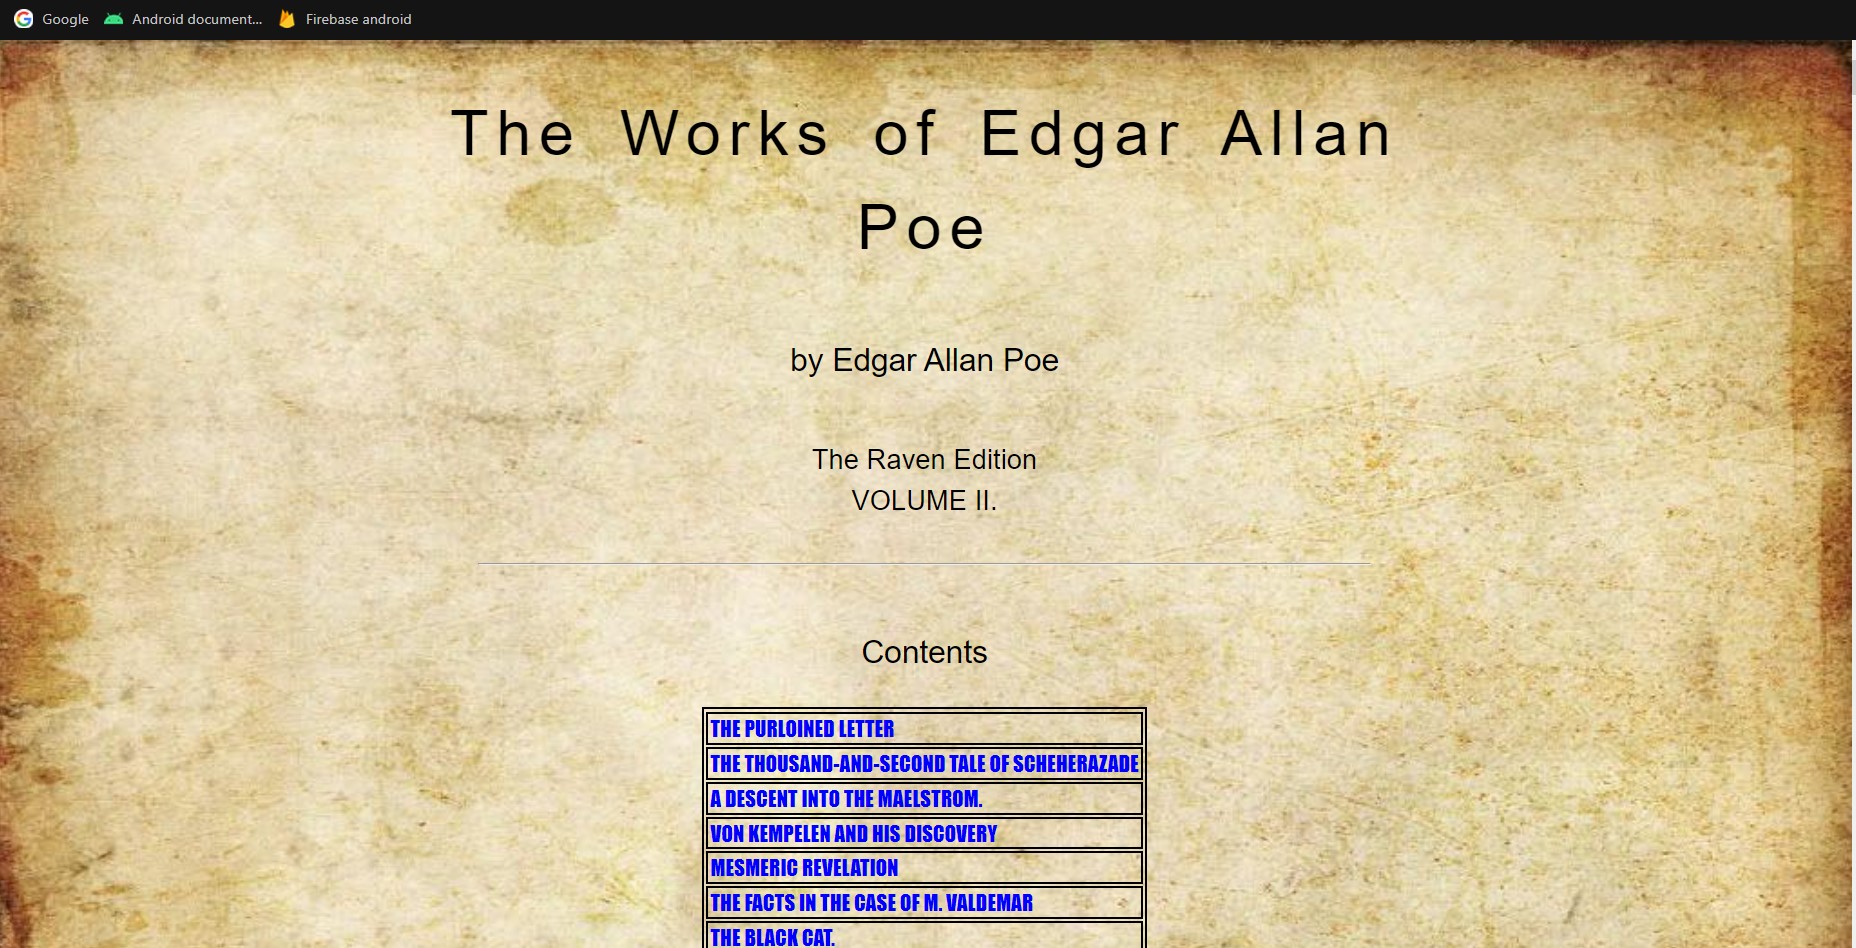 Google Android document... Firebase android
The Works of Edgar Allan
Poe
by Edgar Allan Poe
The Raven Edition
VOLUME II.
Contents
THE PURLOINED LETTER
THE THOUSAND-AND-SECOND TALE OF SCHEHERAZADE
A DESCENT INTO THE MAELSTROM.
VON KEMPELEN AND HIS DISCOVERY
MESMERIC REVELATION
THE FACTS IN THE CASE OF M. VALDEMAR
THE BLACK CAT.